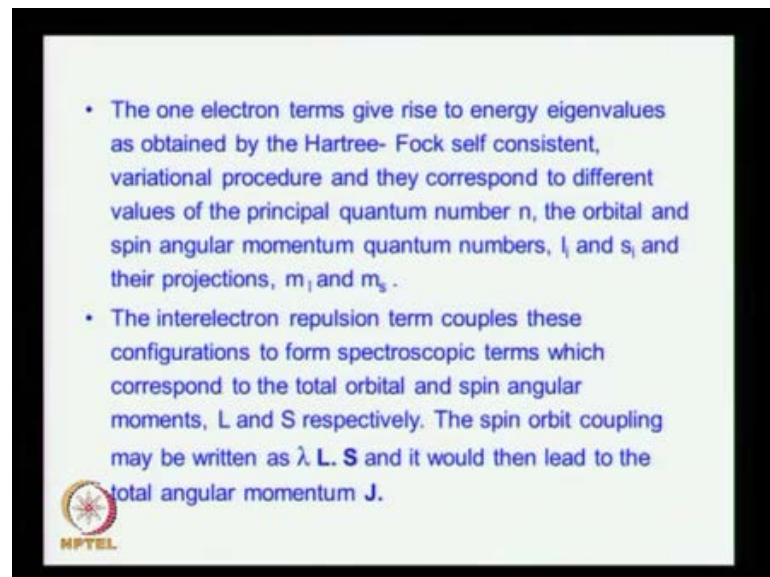 • The one electron terms give rise to energy eigenvalues
as obtained by the Hartree- Fock self consistent,
variational procedure and they correspond to different
values of the principal quantum number n, the orbital and
spin angular momentum quantum numbers, lᵢ and sᵢ and
their projections, m l and mₛ .
• The interelectron repulsion term couples these
configurations to form spectroscopic terms which
correspond to the total orbital and spin angular
moments, L and S respectively. The spin orbit coupling
may be written as λ L. S and it would then lead to the
total angular momentum J.
NPTEL